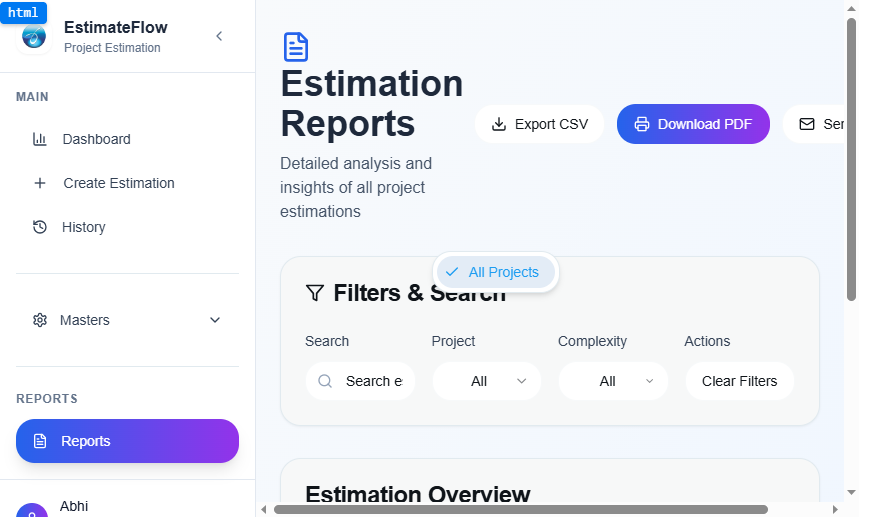 html
EstimateFlow
Project Estimation
MAIN
Dashboard
Create Estimation
History
Masters
REPORTS
Reports
Abhi
Estimation
Reports
Detailed analysis and
insights of all project
estimations
Export CSV
Download PDF
Ser
All Projects
Filters & Search
Search
Project
Complexity
Actions
Search e
All
All
Clear Filters
Estimation Overview